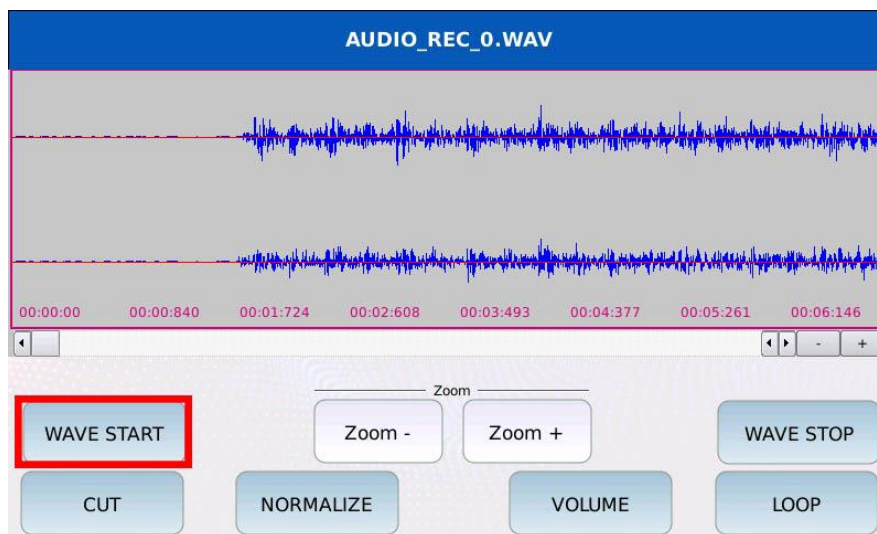 AUDIO_REC_0.WAV
00:00:00 00:00:840 00:01:724 00:02:608 00:03:493 00:04:377 00:05:261 00:06:146
- +
Zoom
WAVE START Zoom - Zoom + WAVE STOP
CUT NORMALIZE VOLUME LOOP